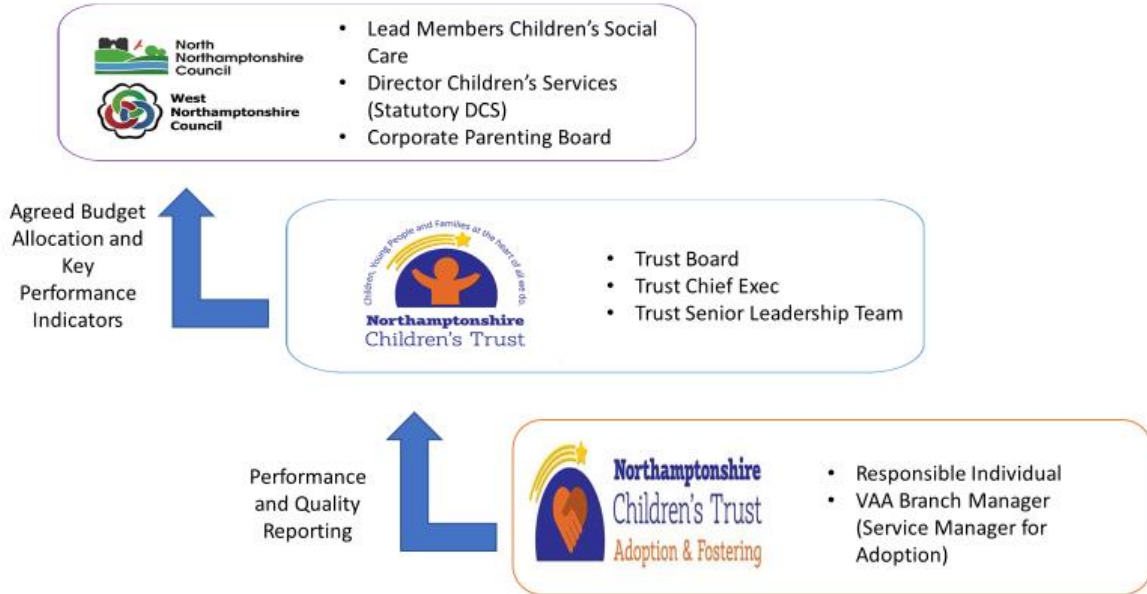 North
Northamptonshire
Council
West
Northamptonshire
Council
• Lead Members Children's Social
Care
• Director Children's Services
(Statutory DCS)
• Corporate Parenting Board
Agreed Budget
Allocation and
Key
Performance
Indicators
Children, Young People and Families at the heart of all we do.
Northamptonshire
Children's Trust
• Trust Board
• Trust Chief Exec
• Trust Senior Leadership Team
Performance
and Quality
Reporting
Northamptonshire
Children's Trust
Adoption & Fostering
• Responsible Individual
• VAA Branch Manager
(Service Manager for
Adoption)